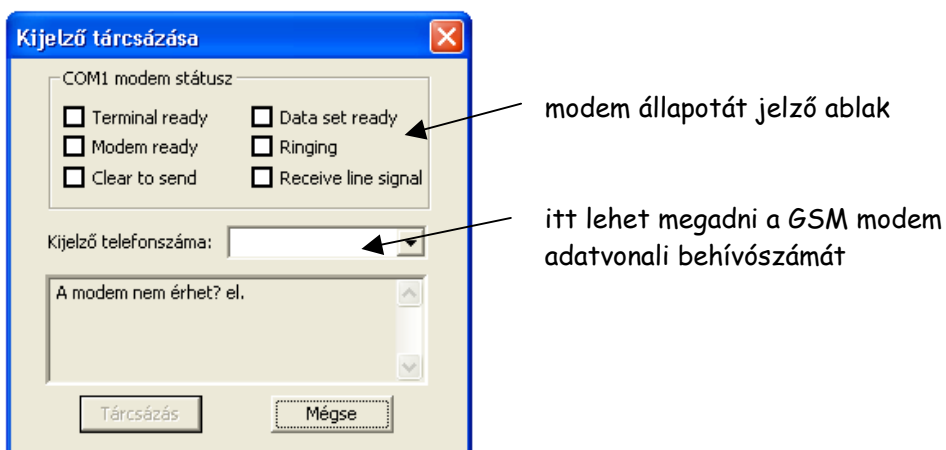 Kijelző tárcsázása
COM1 modem státusz
Terminal ready
Data set ready
Modem ready
Ringing
Clear to send
Receive line signal
modem állapotát jelző ablak
Kijelző telefonszáma:
itt lehet megadni a GSM modem
adatvonali behívószámát
A modem nem érhet? el.
Tárcsázás
Mégse